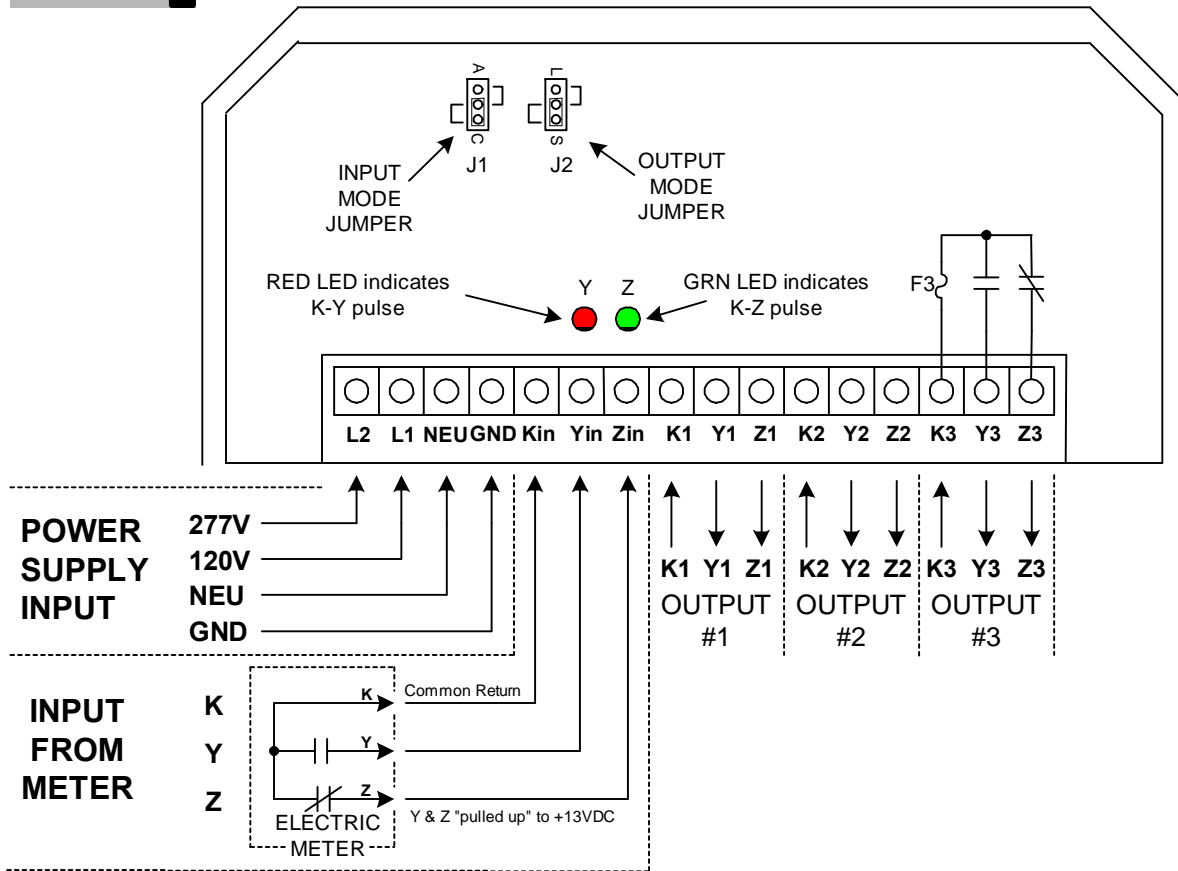 A
C
J1
L
S
J2
INPUT
MODE
JUMPER
OUTPUT
MODE
JUMPER
F3
RED LED indicates
K-Y pulse
Y Z
GRN LED indicates
K-Z pulse
L2 L1 NEU GND Kin Yin Zin K1 Y1 Z1 K2 Y2 Z2 K3 Y3 Z3
POWER
SUPPLY
INPUT
277V
120V
NEU
GND
K1 Y1 Z1
OUTPUT
#1
K2 Y2 Z2
OUTPUT
#2
K3 Y3 Z3
OUTPUT
#3
INPUT
FROM
METER
K
Y
Z
K
Y
Z
Common Return
Y & Z "pulled up" to +13VDC
ELECTRIC
METER